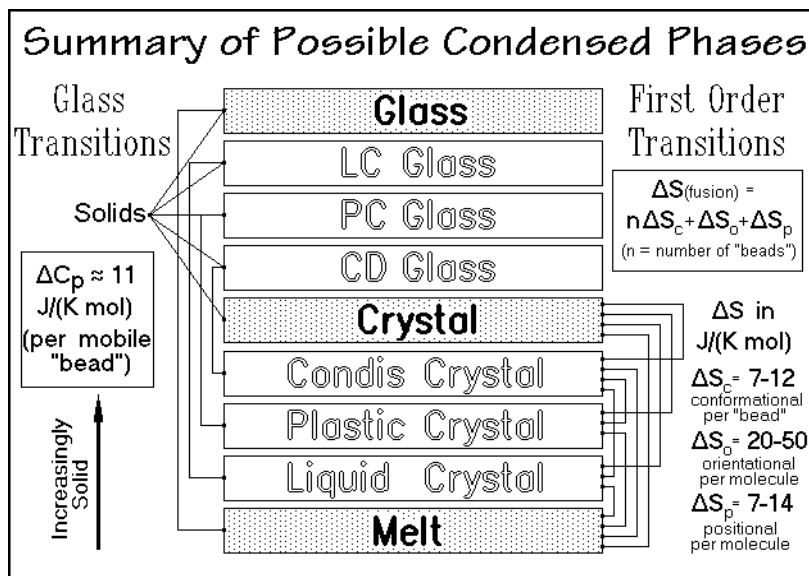 Summary of Possible Condensed Phases
Glass
Transitions
Solids
ΔCp ≈ 11
J/(K mol)
(per mobile
"bead")
Increasingly
Solid
Glass
LC Glass
PC Glass
CD Glass
Crystal
Condis Crystal
Plastic Crystal
Liquid Crystal
Melt
First Order
Transitions
ΔS(fusion) =
nΔSc+ΔSo+ΔSp
(n = number of "beads")
ΔS in
J/(K mol)
ΔSc= 7-12
conformational
per "bead"
ΔSo= 20-50
orientational
per molecule
ΔSp= 7-14
positional
per molecule